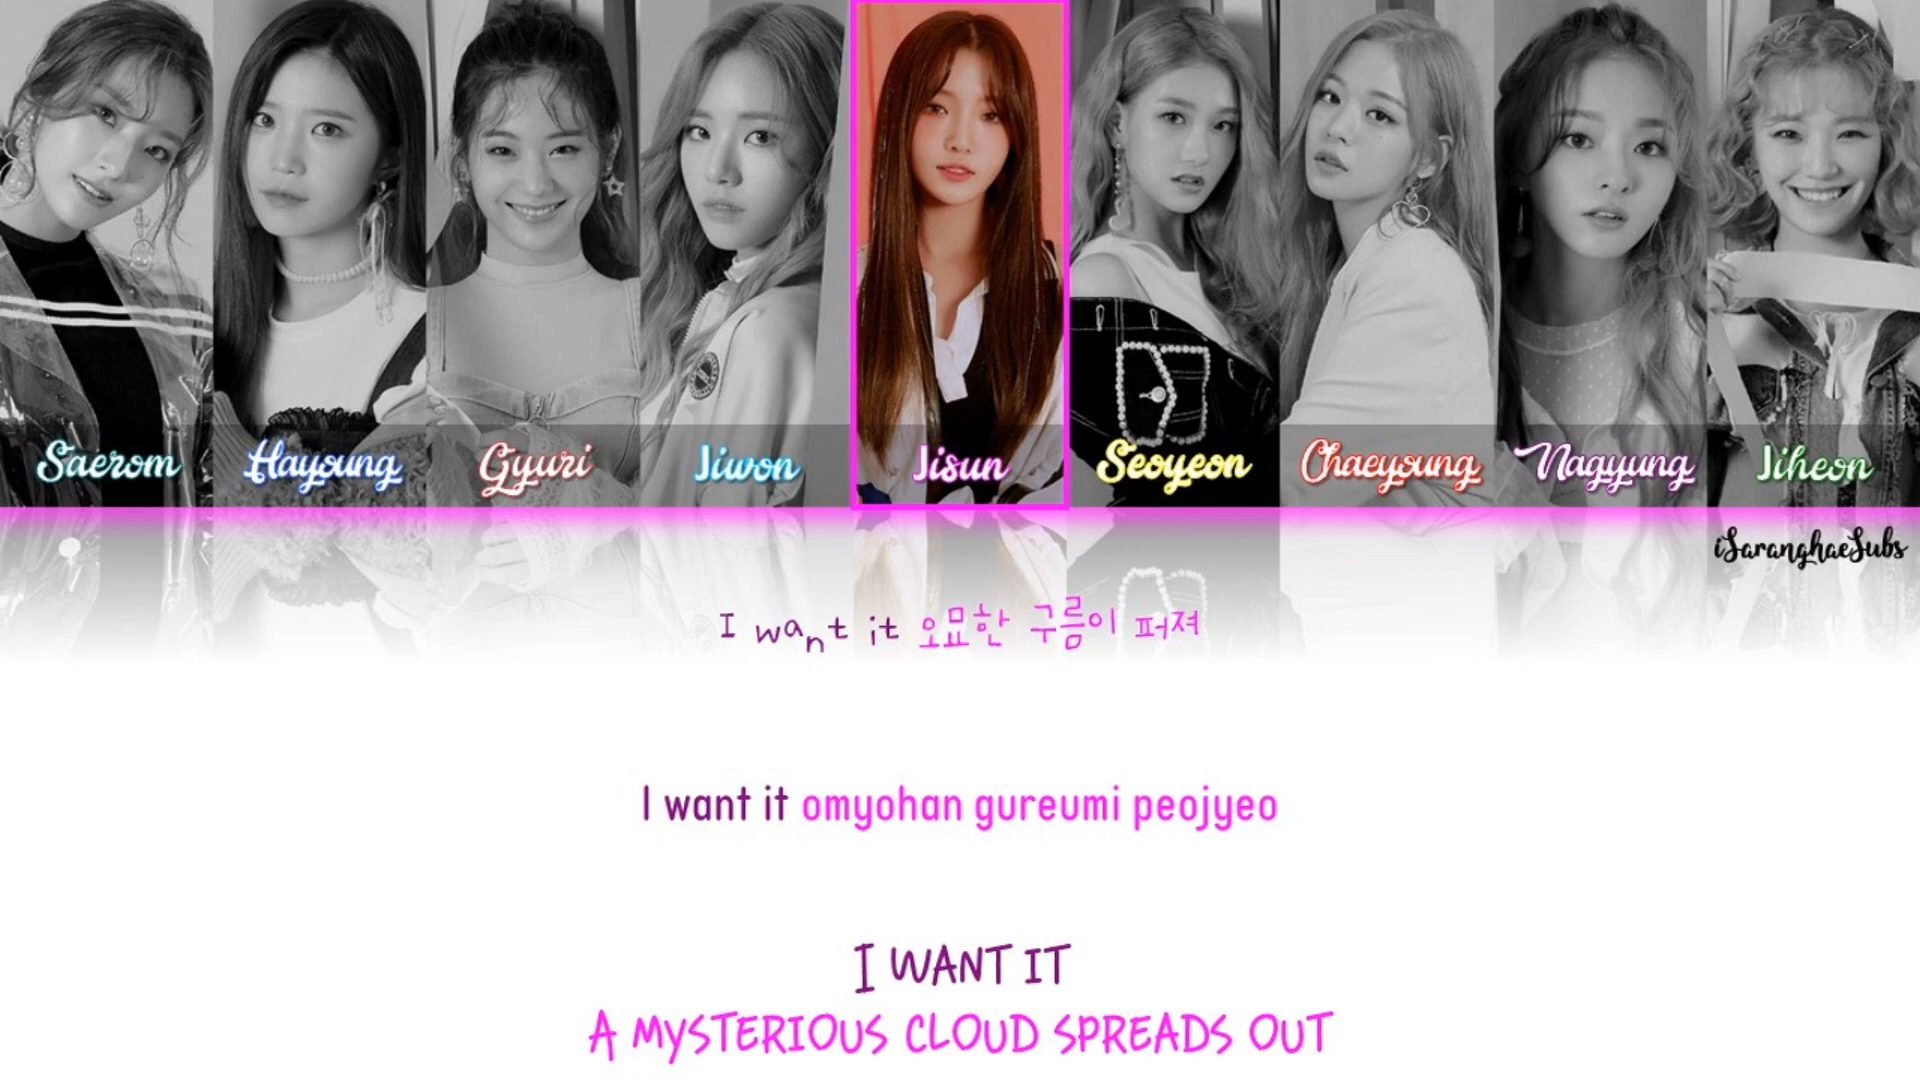 Saerom
Hayoung
Gyuri
Jiwon
Jisun
Seoyeon
Chaeyoung
Nagyung
Jiheon
iSaranghaeSubs
I want it 오묘한 구름이 퍼져
I want it omyohan gureumi peojyeo
I WANT IT
A MYSTERIOUS CLOUD SPREADS OUT